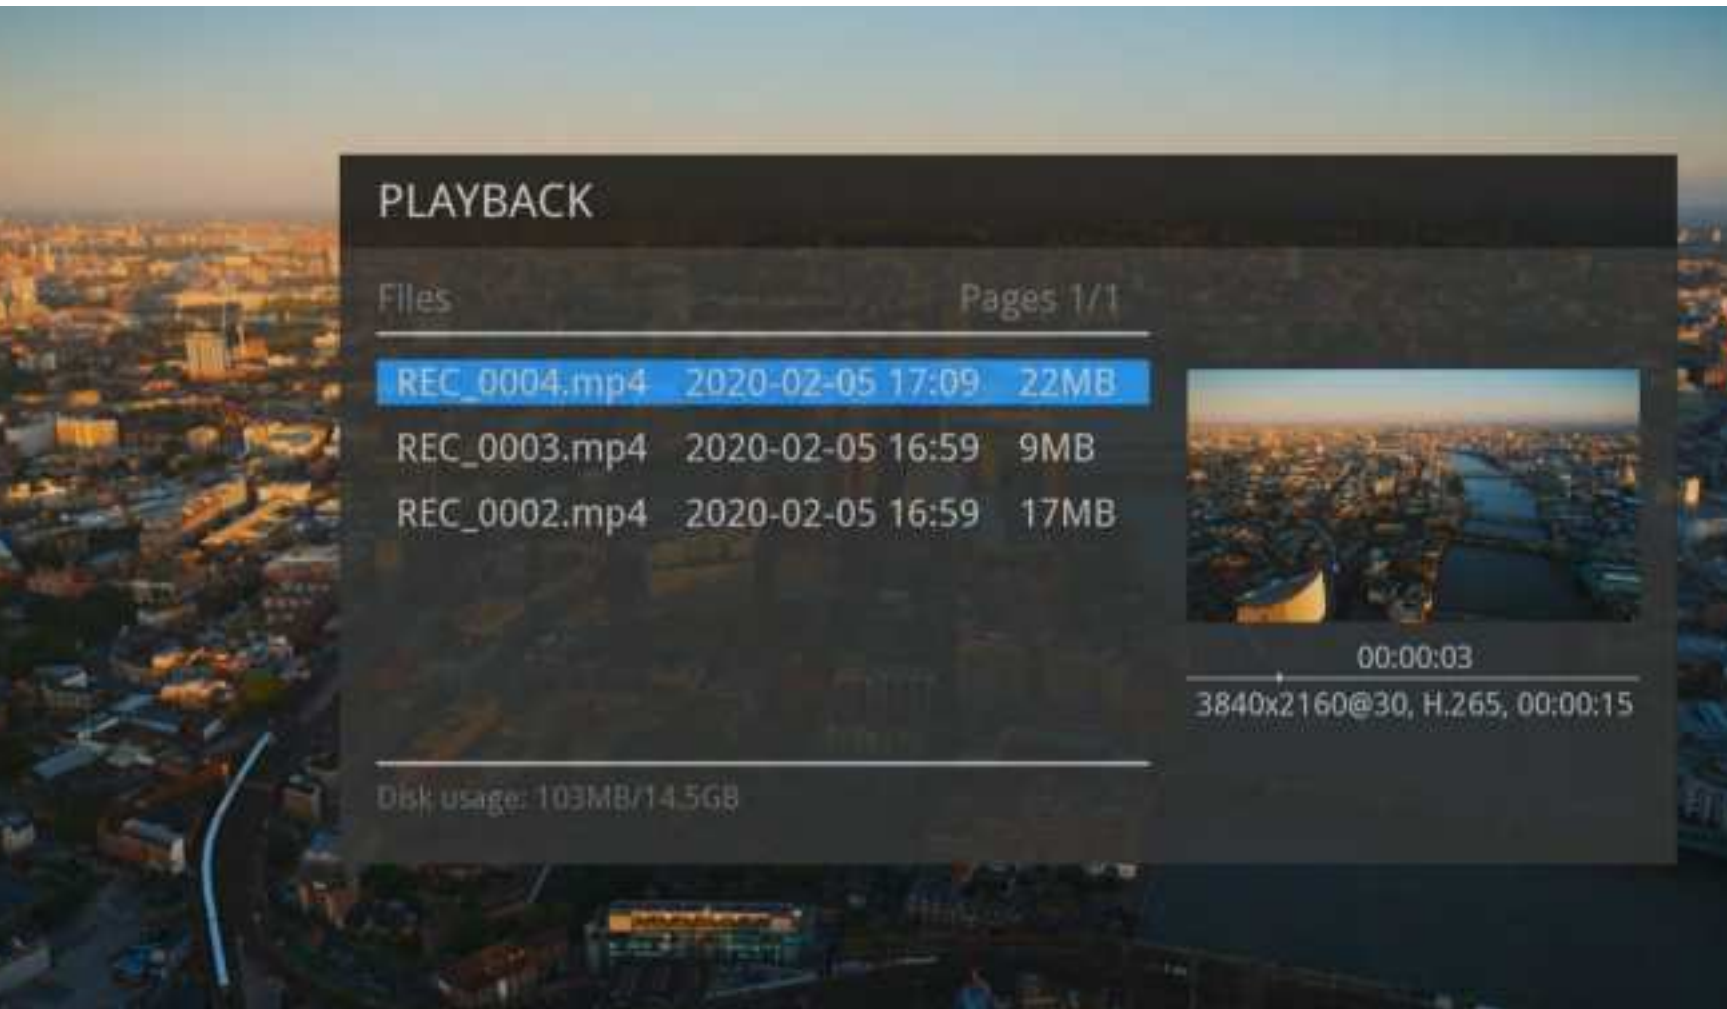 PLAYBACK
Files Pages 1/1
REC_0004.mp4 2020-02-05 17:09 22MB
REC_0003.mp4 2020-02-05 16:59 9MB
REC_0002.mp4 2020-02-05 16:59 17MB
00:00:03
3840x2160@30, H.265, 00:00:15
Disk usage: 103MB/14.5GB